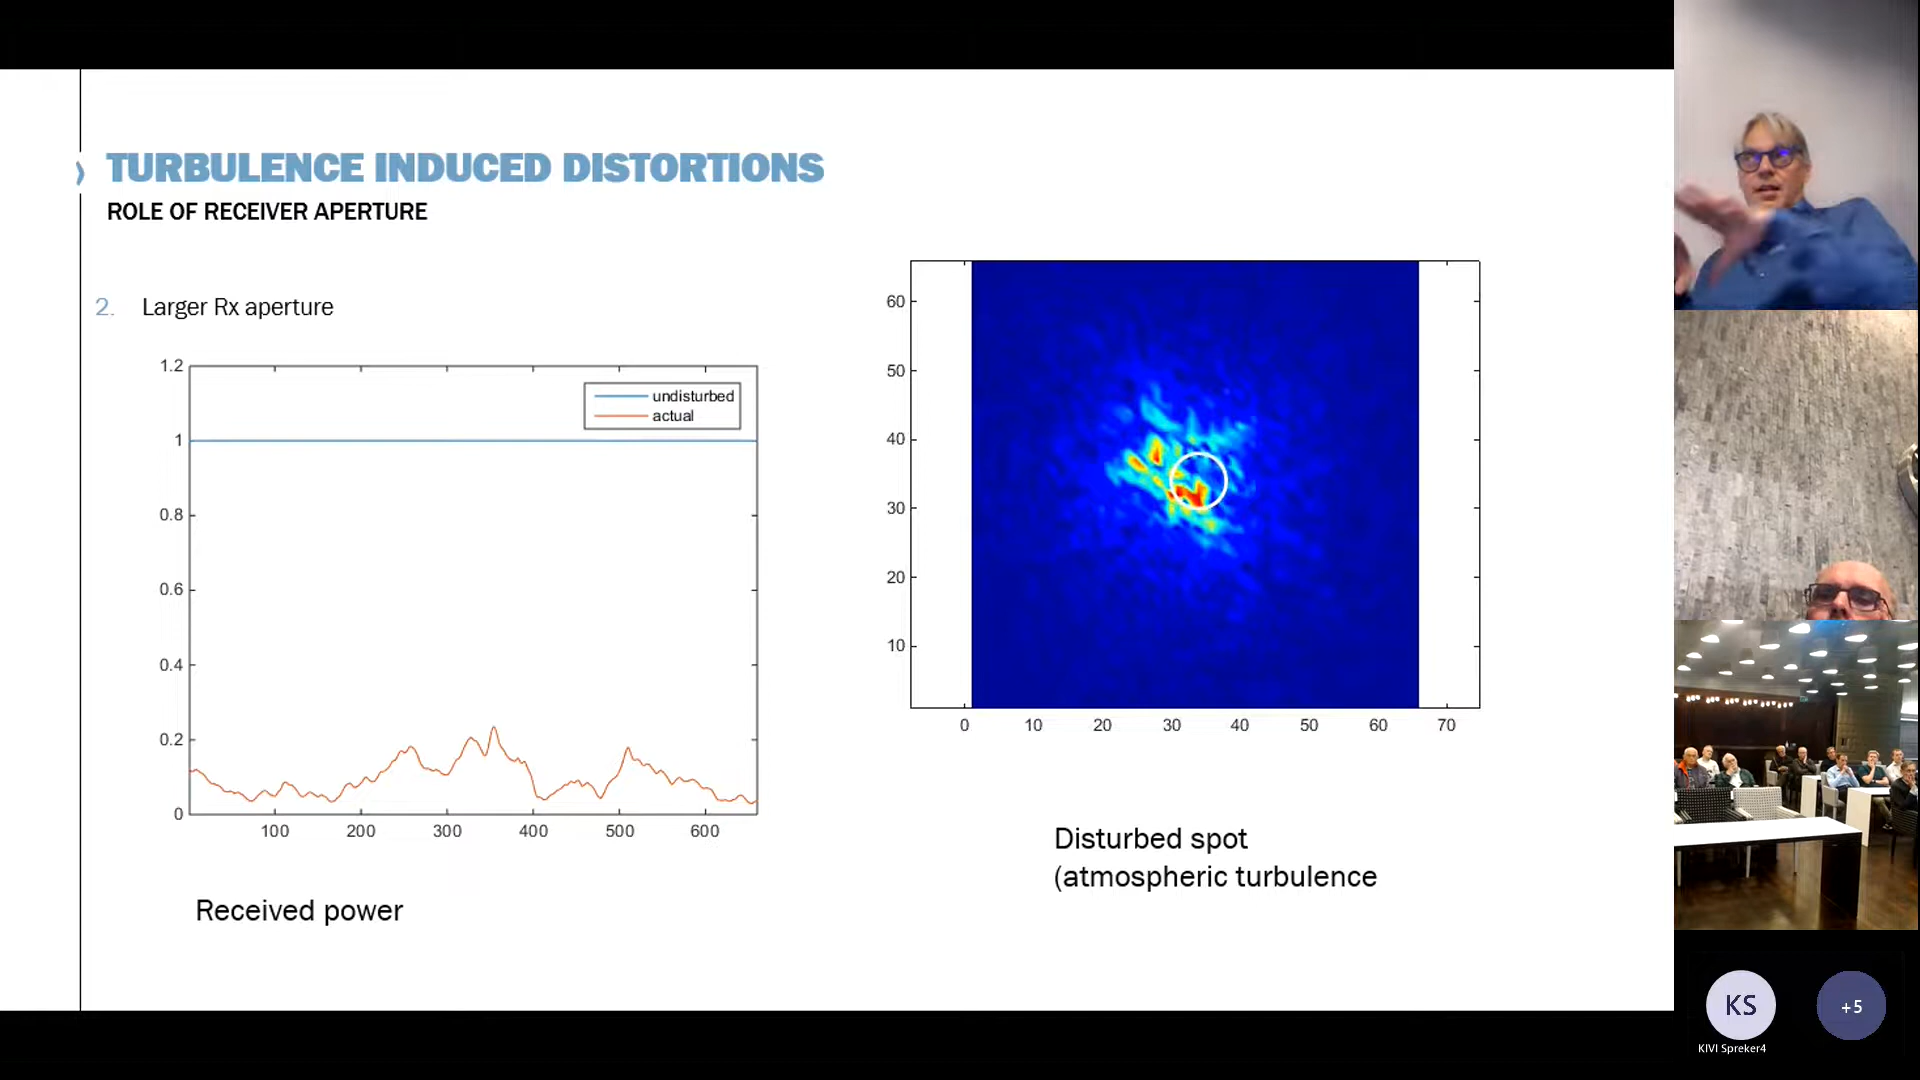 TURBULENCE INDUCED DISTORTIONS
ROLE OF RECEIVER APERTURE
2. Larger Rx aperture
1.2
1
0.8
0.6
0.4
0.2
0
100 200 300 400 500 600
undisturbed
actual
Received power
60
50
40
30
20
10
0 10 20 30 40 50 60 70
Disturbed spot
(atmospheric turbulence
KS
KIVI Spreker4
+5